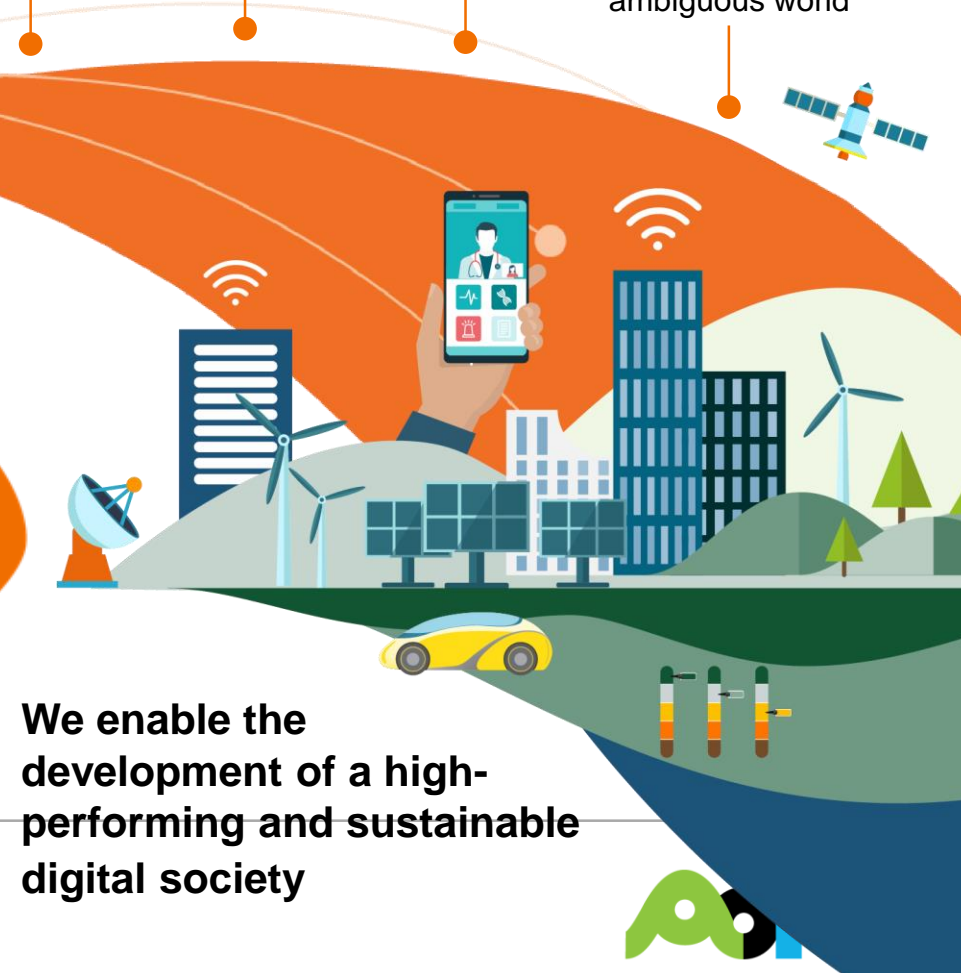 ambiguous world
We enable the
development of a high-
performing and sustainable
digital society